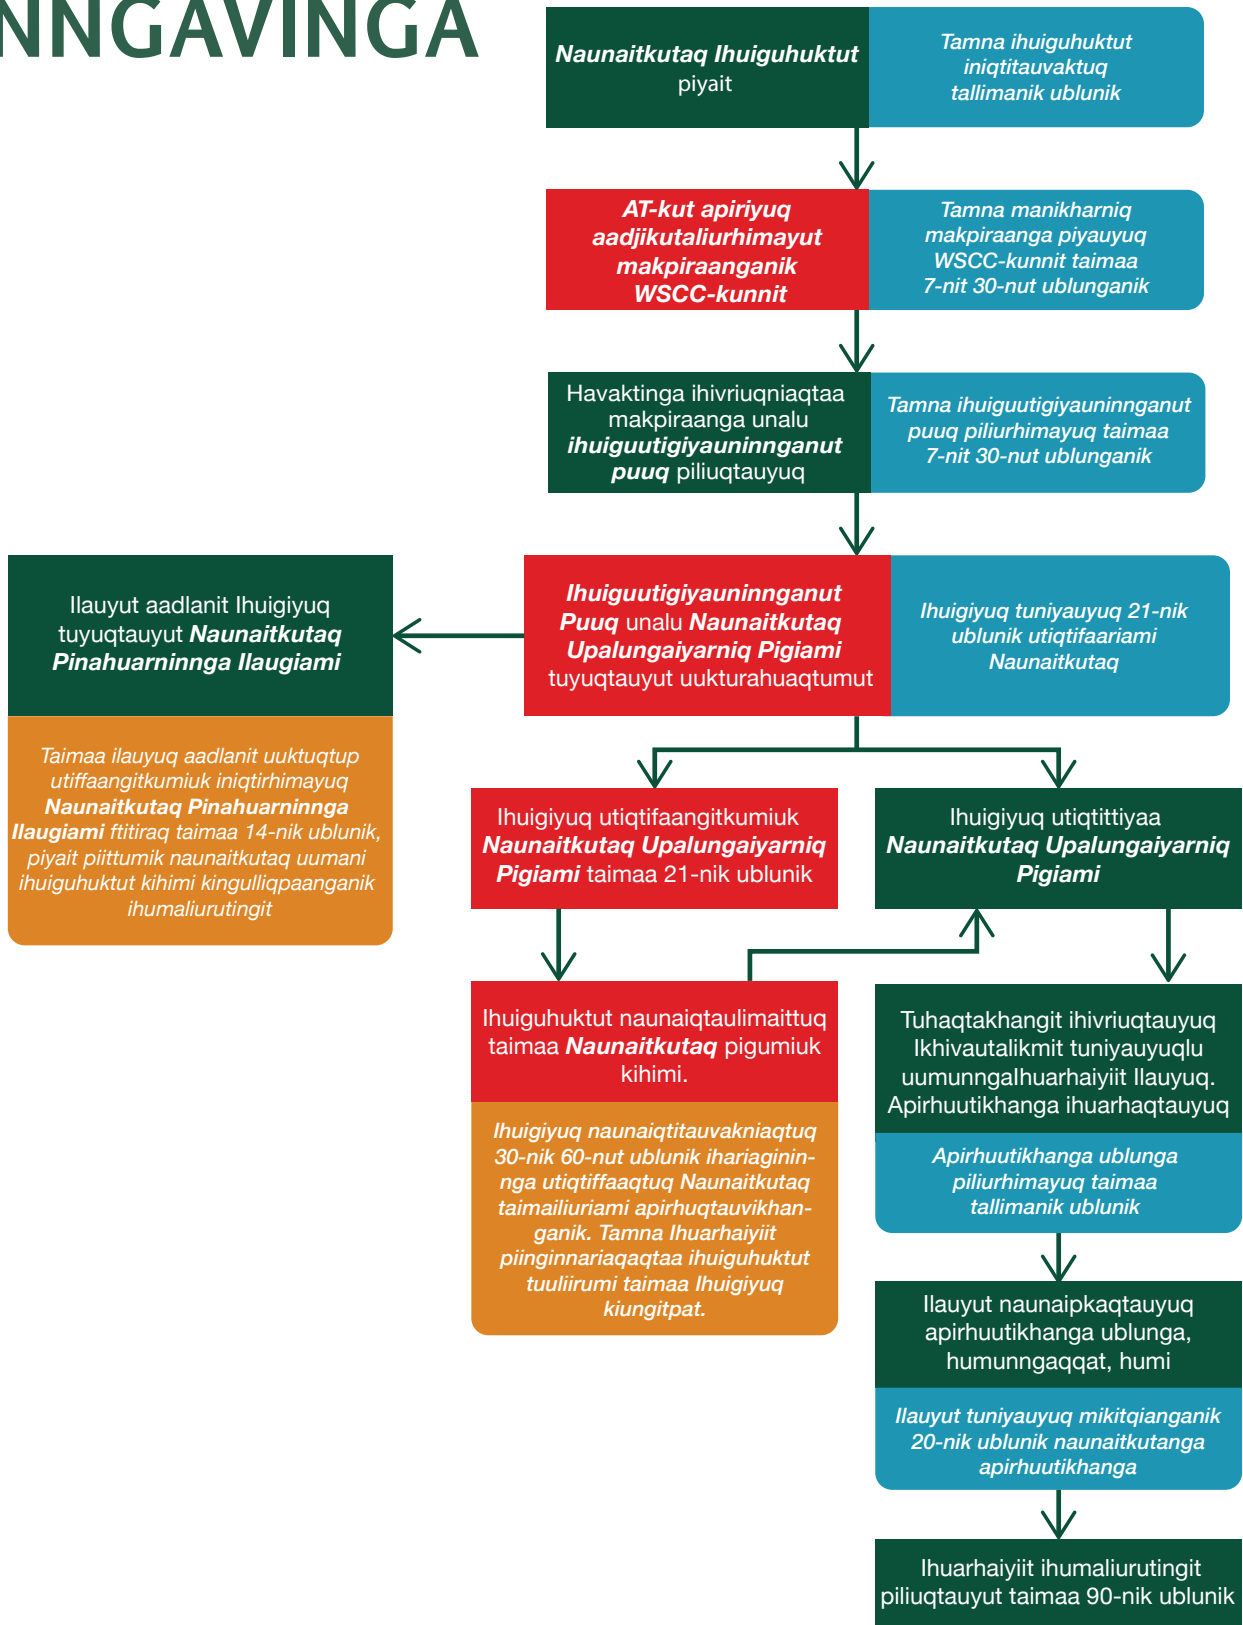 NNGAVINGA
Naunaitkutaq Ihuiguhuktut
piyait
Tamna ihuiguhuktut
iniqtitauvaktuq
tallimanik ublunik
AT-kut apiriyuq
aadjikutaliurhimayut
makpiraanganik
WSCC-kunnit
Tamna manikharniq
makpiraanga piyauyuq
WSCC-kunnit taimaa
7-nit 30-nut ublunganik
Havaktinga ihivriuqniaqtaa
makpiraanga unalu
ihuiguutigiyauninnganut
puuq piliuqtauyuq
Tamna ihuiguutigiyauninnganut
puuq piliurhimayuq taimaa
7-nit 30-nut ublunganik
Ilauyut aadlanit Ihuigiyuq
tuyuqtauyut Naunaitkutaq
Pinahuarninnga Ilaugiami
Ihuiguutigiyauninnganut
Puuq unalu Naunaitkutaq
Upalungaiyarniq Pigiami
tuyuqtauyut uukturahuaqtumut
Ihuigiyuq tuniyauyuq 21-nik
ublunik utiqtifaariami
Naunaitkutaq
Taimaa ilauyuq aadlanit uuktuqtup
utiffaangitkumiuk iniqtirhimayuq
Naunaitkutaq Pinahuarninnga
Ilaugiami ftitiraq taimaa 14-nik ublunik,
piyait piittumik naunaitkutaq uumani
ihuiguhuktut kihimi kingulliqpaanganik
ihumaliurutingit
Ihuigiyuq utiqtifaangitkumiuk
Naunaitkutaq Upalungaiyarniq
Pigiami taimaa 21-nik ublunik
Ihuigiyuq utiqtittiyaa
Naunaitkutaq Upalungaiyarniq
Pigiami
Ihuiguhuktut naunaiqtaulimaittuq
taimaa Naunaitkutaq pigumiuk
kihimi.
Ihuigiyuq naunaiqtitauvakniaqtuq
30-nik 60-nut ublunik ihariaginin-
nga utiqtiffaaqtuq Naunaitkutaq
taimailiuriami apirhuqtauvikhan-
ganik. Tamna Ihuarhaiyiit
piinginnariaqaqtaa ihuiguhuktut
tuuliirumi taimaa Ihuigiyuq
kiungitpat.
Tuhaqtakhangit ihivriuqtauyuq
Ikhivautalikmit tuniyauyuqlu
uumunngaIhuarhaiyiit Ilauyuq.
Apirhuutikhanga ihuarhaqtauyuq
Apirhuutikhanga ublunga
piliurhimayuq taimaa
tallimanik ublunik
Ilauyut naunaipkaqtauyuq
apirhuutikhanga ublunga,
humunngaqqat, humi
Ilauyut tuniyauyuq mikitqianganik
20-nik ublunik naunaitkutanga
apirhuutikhanga
Ihuarhaiyiit ihumaliurutingit
piliuqtauyut taimaa 90-nik ublunik